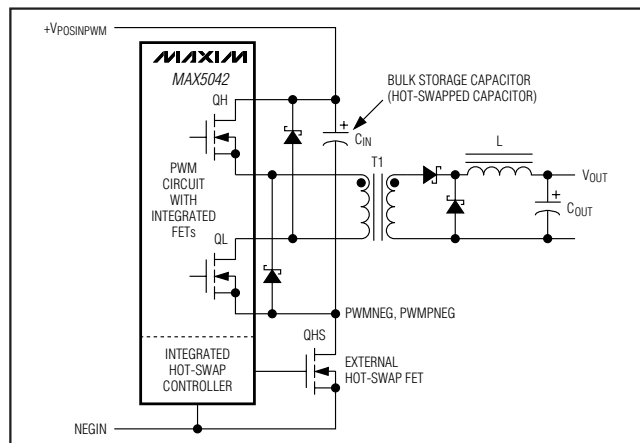 +VPOSINPWM
MAXIM
MAX5042
QH
BULK STORAGE CAPACITOR
(HOT-SWAPPED CAPACITOR)
+
CIN
T1
L
VOUT
PWM
CIRCUIT
WITH
INTEGRATED
FETs
+
COUT
QL
PWMNEG, PWMPNEG
QHS
INTEGRATED
HOT-SWAP
CONTROLLER
EXTERNAL
HOT-SWAP FET
NEGIN